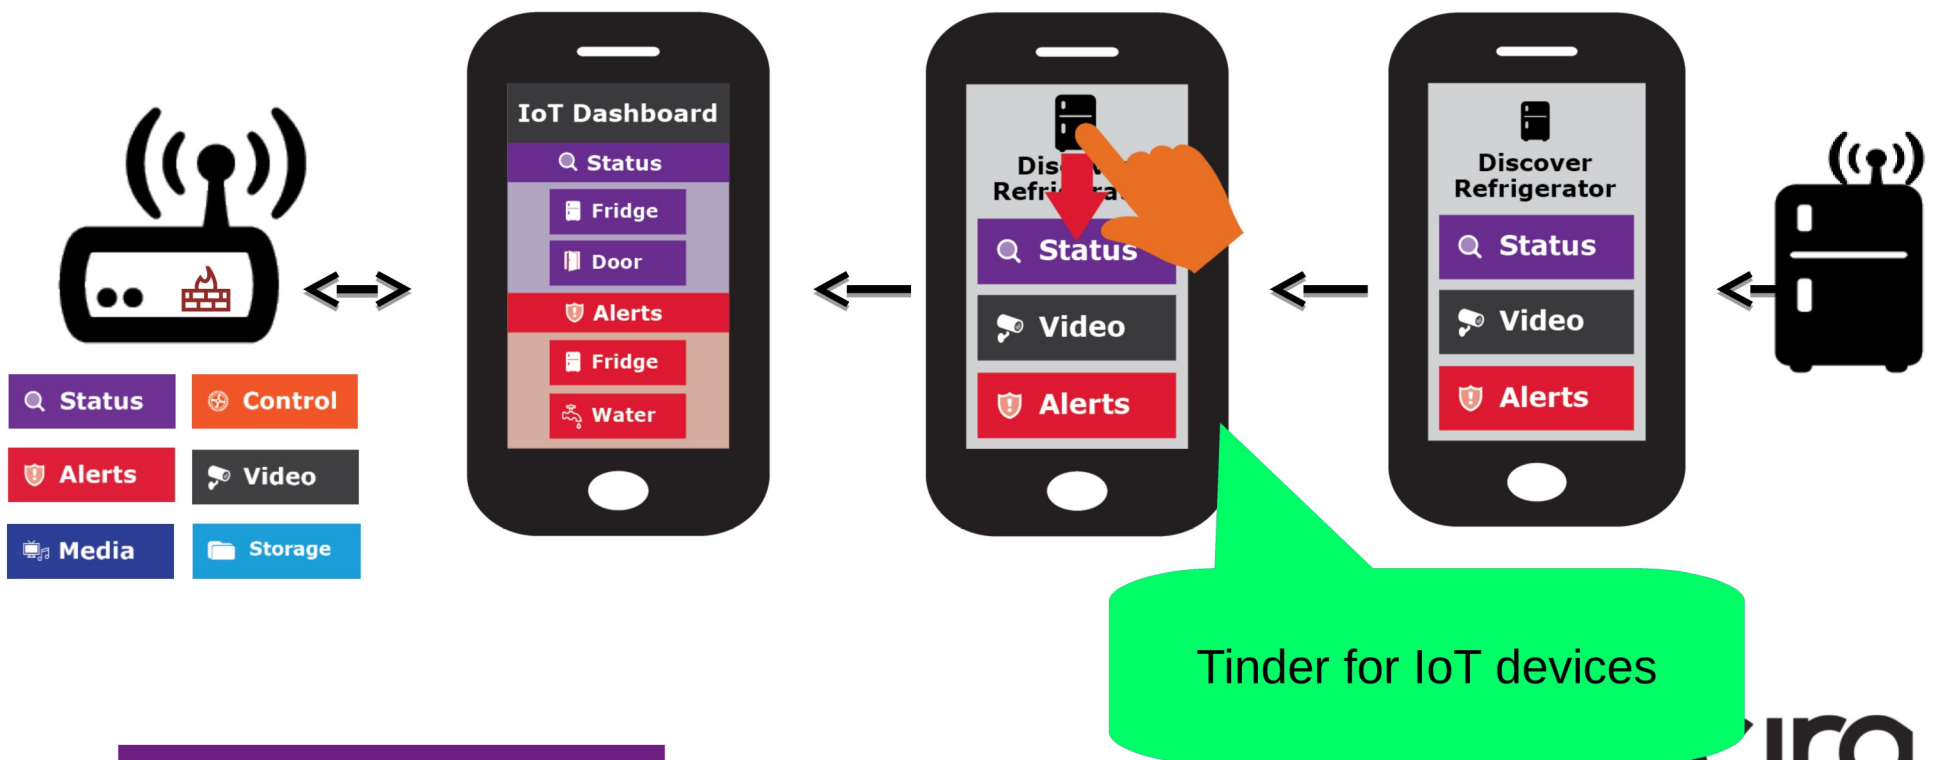 IoT Dashboard
Status
Fridge
Door
Alerts
Fridge
Water
Status
Control
Alerts
Video
Media
Storage
Status
Video
Alerts
Discover
Refrigerator
Status
Video
Alerts
Tinder for IoT devices